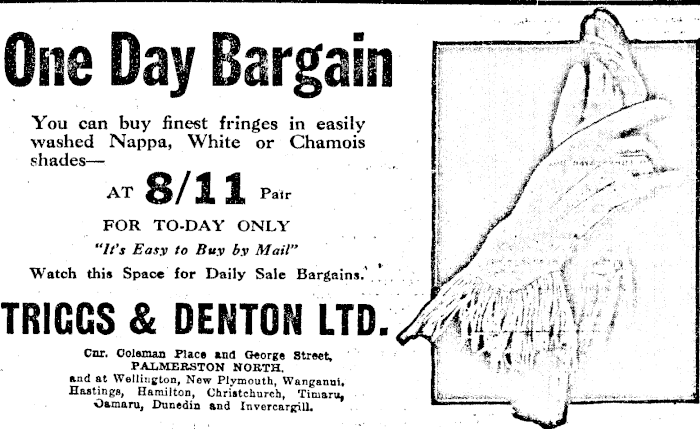 One Day Bargain
You can buy finest fringes in easily
washed Nappa, White or Chamois
shades—
AT 8/11 Pair
FOR TO-DAY ONLY
"It's Easy to Buy by Mail"
Watch this Space for Daily Sale Bargains.
TRIGGS & DENTON LTD.
Cnr. Coleman Place and George Street,
PALMERSTON NORTH.
and at Wellington, New Plymouth, Wanganui,
Hastings, Hamilton, Christchurch, Timaru,
Oamaru, Dunedin and Invercargill.